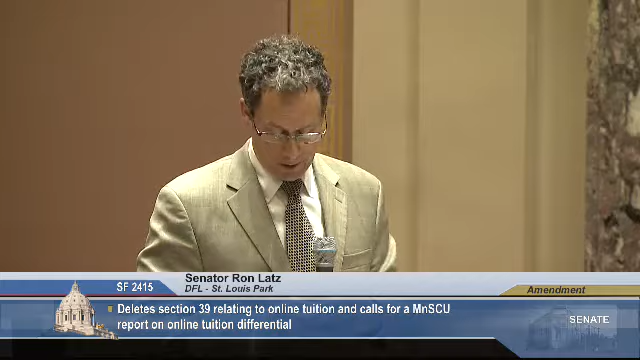 Senator Ron Latz
SF 2415
DFL - St. Louis Park
Amendment
Deletes section 39 relating to online tuition and calls for a MnSCU
report on online tuition differential
SENATE